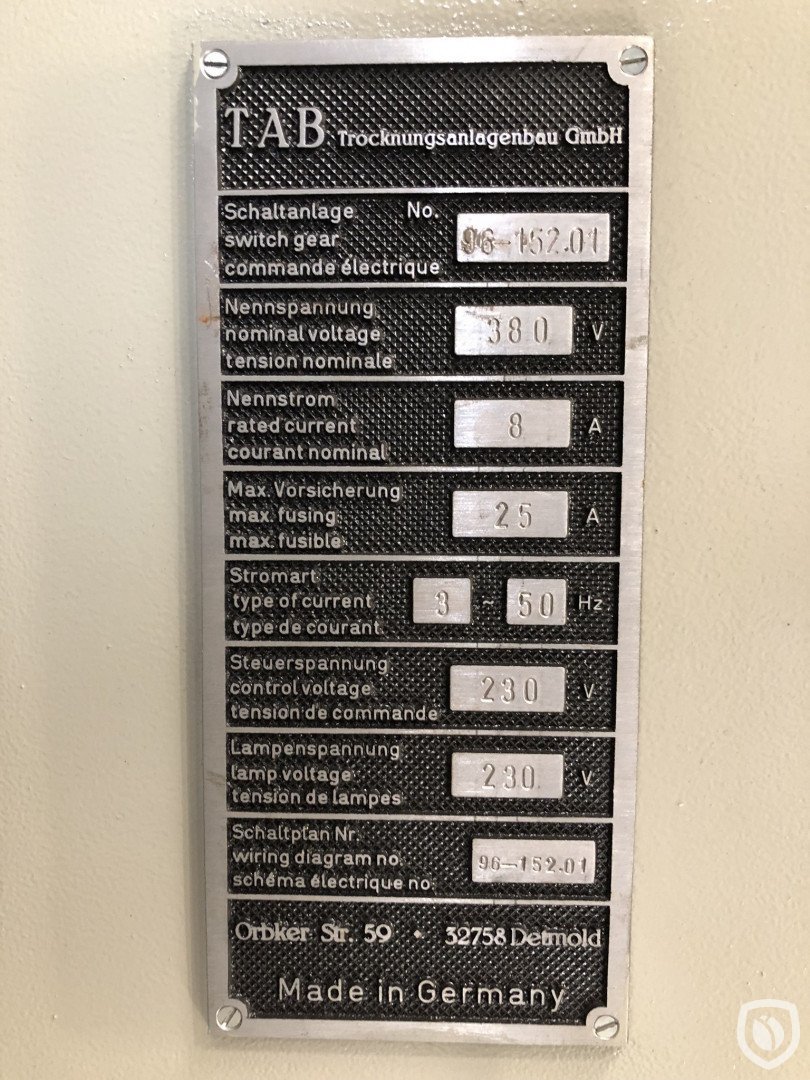 TAB Trocknungsanlagenbau GmbH
Schaltanlage No.
switch gear 96-152.01
commande électrique
Nennspannung
nominal voltage 380 V
tension nominale
Nennstrom
rated current 8 A
courant nominal
Max. Vorsicherung
max. fusing 25 A
max. fusible
Stromart
type of current 3 ~ 50 Hz
type de courant
Steuerspannung
control voltage 230 V
tension de commande
Lampenspannung
lamp voltage 230 V
tension de lampes
Schaltplan Nr.
wiring diagram no. 96-152.01
schéma électrique no.
Orbker Str. 59 • 32758 Detmold
Made in Germany